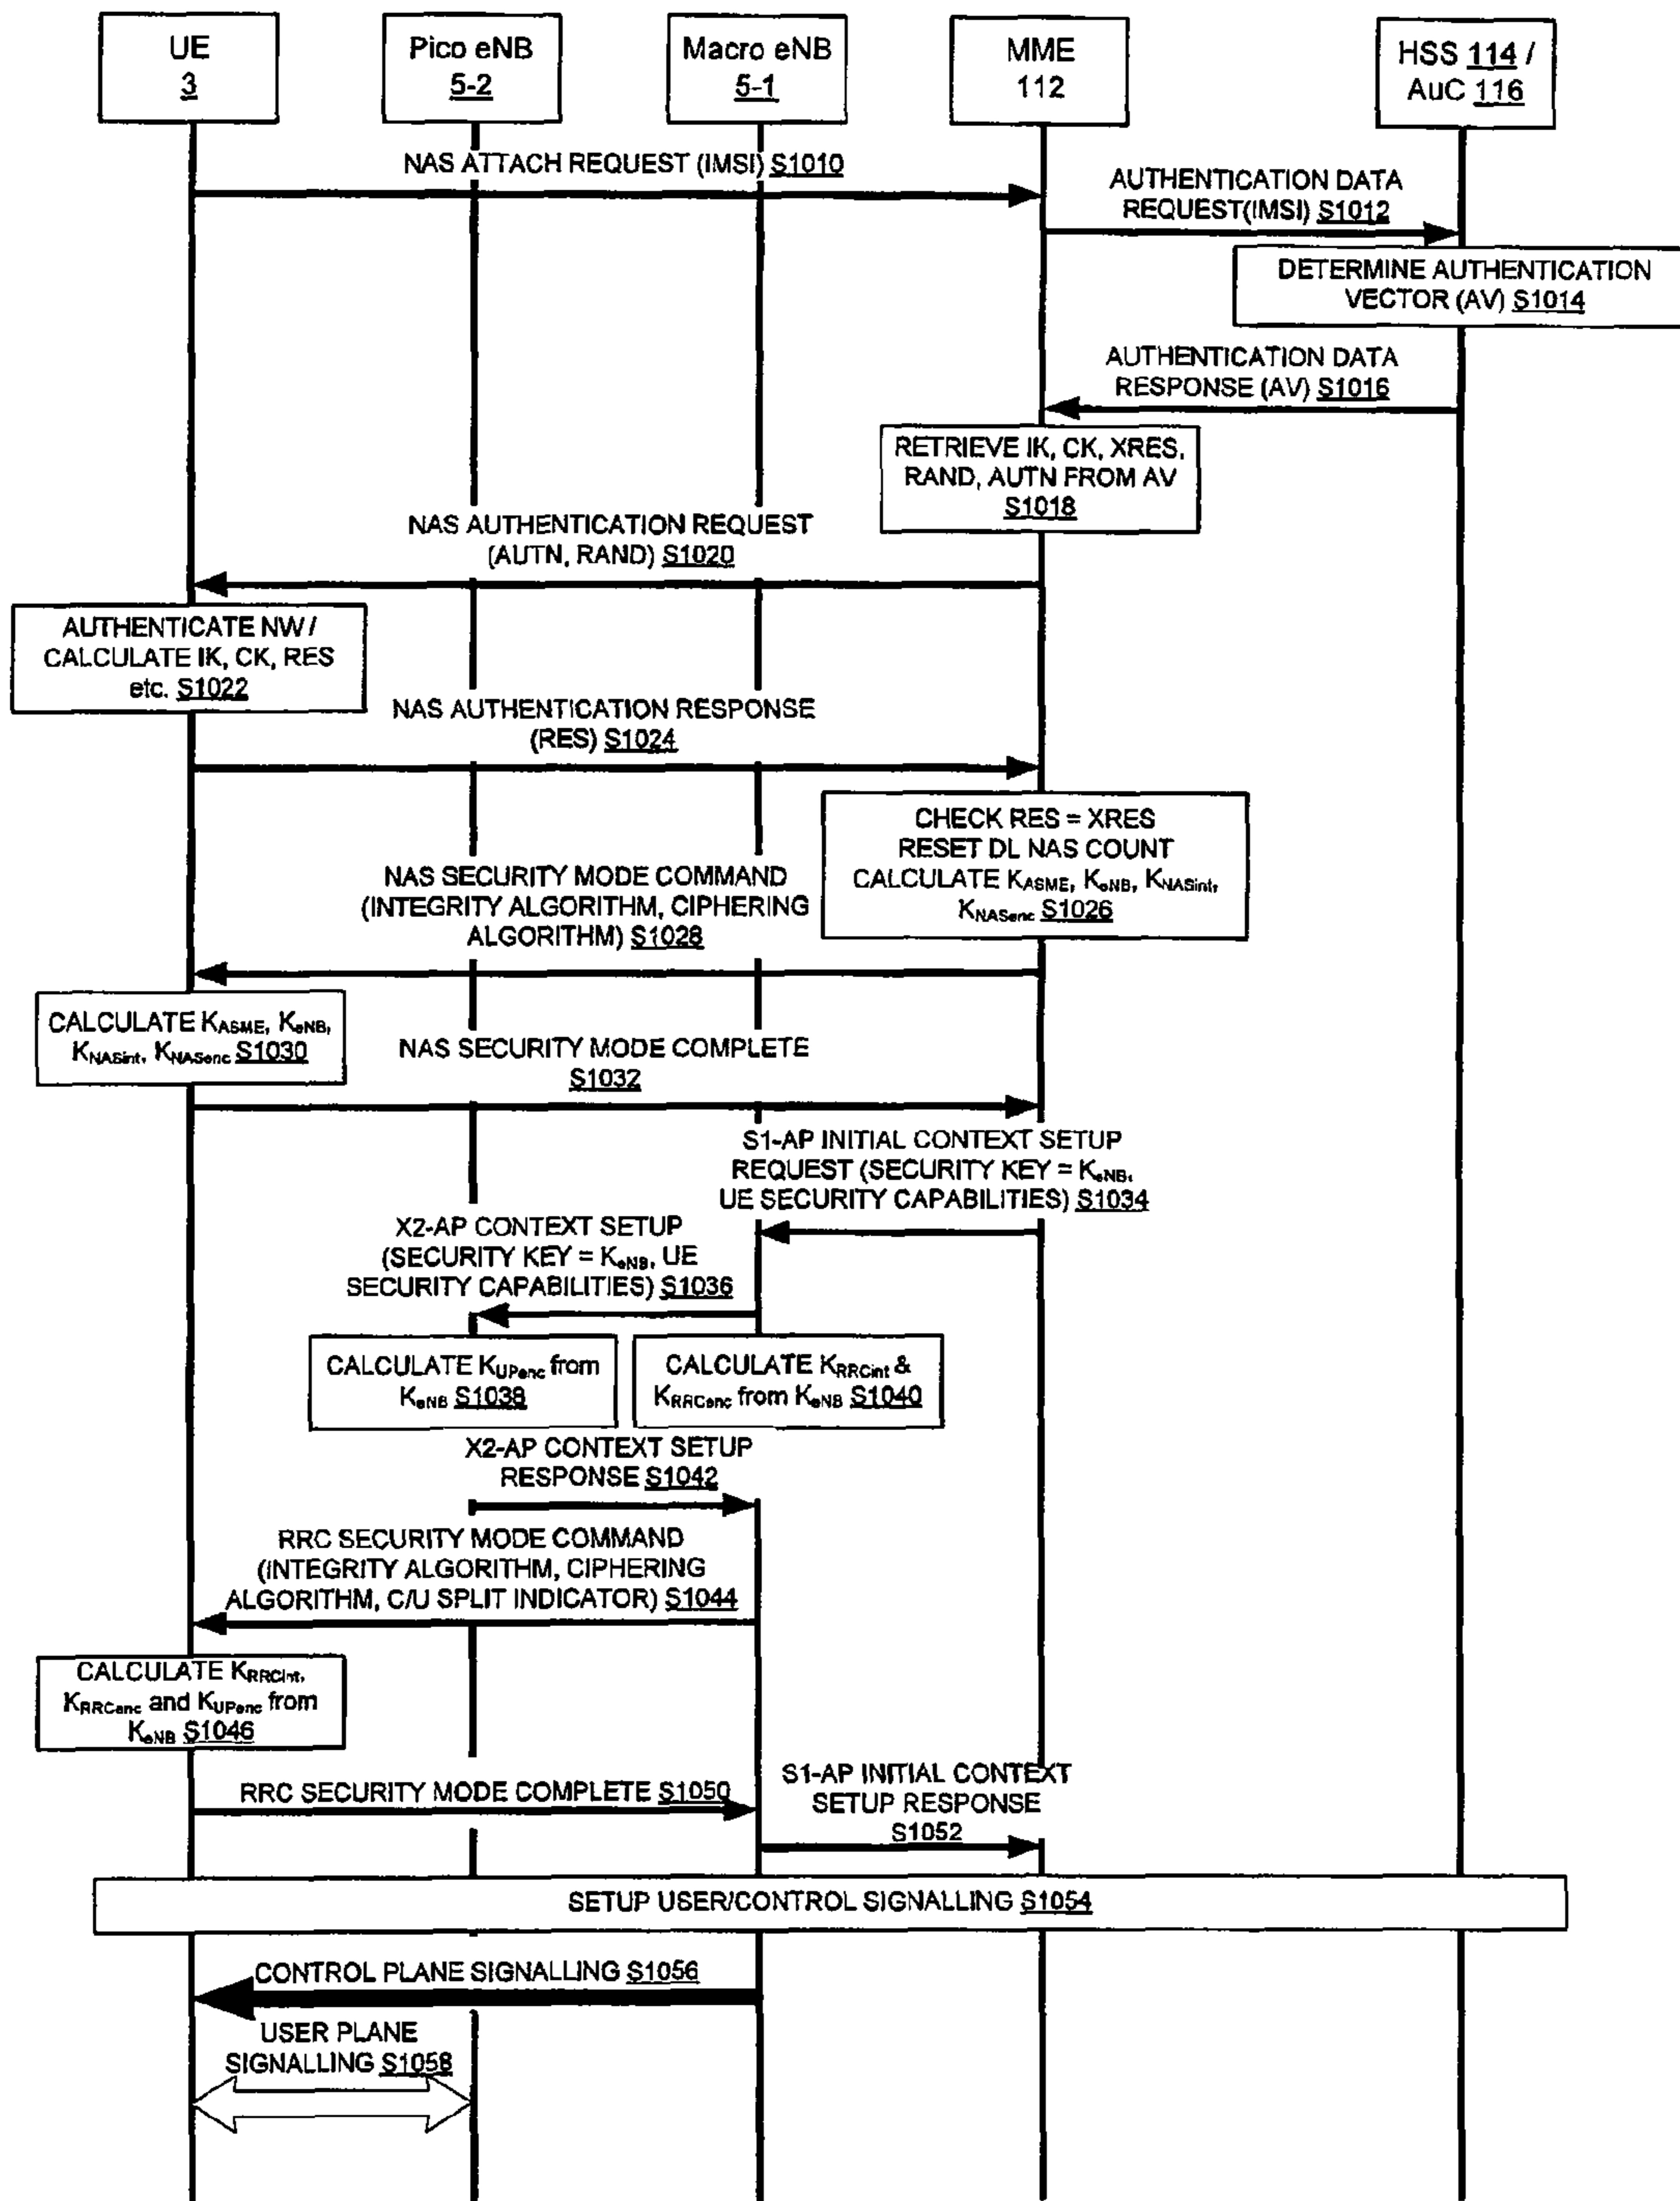 UE
3
Pico eNB
5-2
Macro eNB
5-1
MME
112
HSS 114 /
AuC 116
NAS ATTACH REQUEST (IMSI) S1010
AUTHENTICATION DATA
REQUEST(IMSI) S1012
DETERMINE AUTHENTICATION
VECTOR (AV) S1014
AUTHENTICATION DATA
RESPONSE (AV) S1016
RETRIEVE IK, CK, XRES,
RAND, AUTN FROM AV
S1018
NAS AUTHENTICATION REQUEST
(AUTN, RAND) S1020
AUTHENTICATE NW /
CALCULATE IK, CK, RES
etc. S1022
NAS AUTHENTICATION RESPONSE
(RES) S1024
CHECK RES = XRES
RESET DL NAS COUNT
CALCULATE KASME, KeNB, KNASint,
KNASenc S1026
NAS SECURITY MODE COMMAND
(INTEGRITY ALGORITHM, CIPHERING
ALGORITHM) S1028
CALCULATE KASME, KeNB,
KNASint, KNASenc S1030
NAS SECURITY MODE COMPLETE
S1032
S1-AP INITIAL CONTEXT SETUP
REQUEST (SECURITY KEY = KeNB,
UE SECURITY CAPABILITIES) S1034
X2-AP CONTEXT SETUP
(SECURITY KEY = KeNB, UE
SECURITY CAPABILITIES) S1036
CALCULATE KUPenc from
KeNB S1038
CALCULATE KRRCint &
KRRCenc from KeNB S1040
X2-AP CONTEXT SETUP
RESPONSE S1042
RRC SECURITY MODE COMMAND
(INTEGRITY ALGORITHM, CIPHERING
ALGORITHM, C/U SPLIT INDICATOR) S1044
CALCULATE KRRCint,
KRRCenc and KUPenc from
KeNB S1046
RRC SECURITY MODE COMPLETE S1050
S1-AP INITIAL CONTEXT
SETUP RESPONSE
S1052
SETUP USER/CONTROL SIGNALLING S1054
CONTROL PLANE SIGNALLING S1056
USER PLANE
SIGNALLING S1058